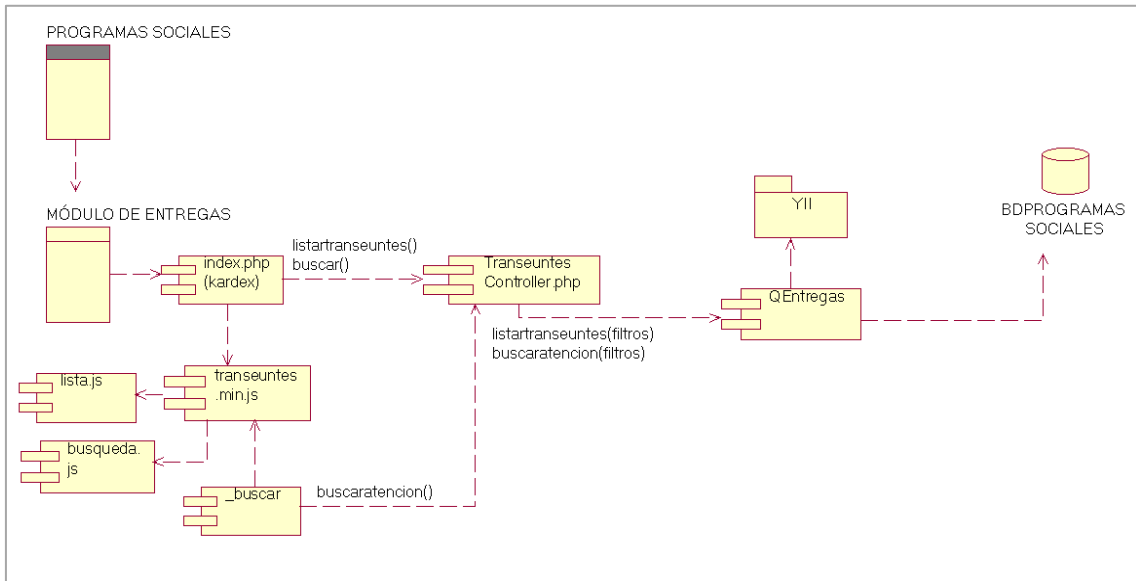 PROGRAMAS SOCIALES
MÓDULO DE ENTREGAS
index.php
(kardex)
listartranseuntes()
buscar()
Transeuntes
Controller.php
YII
BDPROGRAMAS
SOCIALES
QEntregas
listartranseuntes(filtros)
buscaratencion(filtros)
lista.js
transeuntes
.min.js
busqueda.
js
_buscar
buscaratencion()